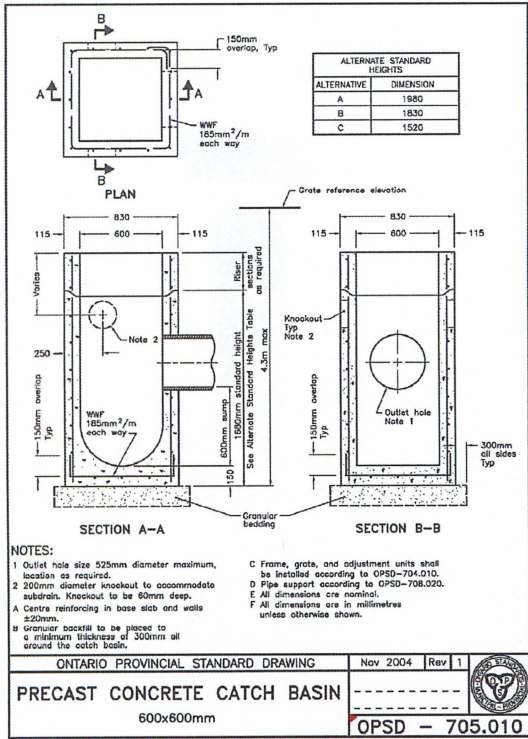 B
150mm
overlap, Typ
A
A
WWF
185mm²/m
each way
B
PLAN
ALTERNATE STANDARD
HEIGHTS
ALTERNATIVE DIMENSION
A 1980
B 1830
C 1520
Grate reference elevation
830
115 600 115
Varies
Riser
sections
as required
Note 2
250
4.3m max
1680mm standard height
See Alternate Standard Heights Table
600mm sump
150mm overlap
Typ
WWF
185mm²/m
each way
150
SECTION A-A
Granular
bedding
830
115 600 115
Knockout
Typ
Note 2
Outlet hole
Note 1
150mm overlap
Typ
300mm
all sides
Typ
SECTION B-B
NOTES:
1 Outlet hole size 525mm diameter maximum,
location as required.
2 200mm diameter knockout to accommodate
subdrain. Knockout to be 60mm deep.
A Centre reinforcing in base slab and walls
±20mm.
B Granular backfill to be placed to
a minimum thickness of 300mm all
around the catch basin.
C Frame, grate, and adjustment units shall
be installed according to OPSD-704.010.
D Pipe support according to OPSD-708.020.
E All dimensions are nominal.
F All dimensions are in millimetres
unless otherwise shown.
ONTARIO PROVINCIAL STANDARD DRAWING
Nov 2004 Rev 1
PRECAST CONCRETE CATCH BASIN
600x600mm
OPSD - 705.010